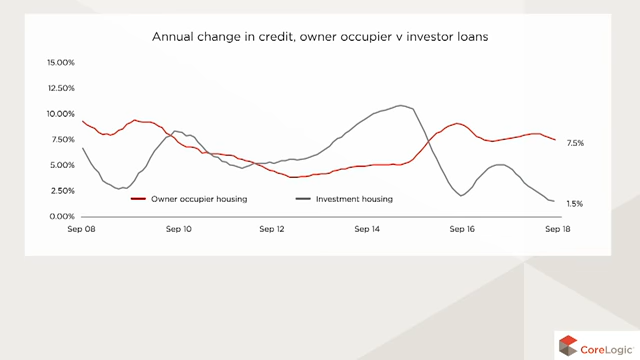 Annual change in credit, owner occupier v investor loans
15.00%
12.50%
10.00%
7.50%
5.00%
2.50%
0.00%
7.5%
1.5%
Owner occupier housing
Investment housing
Sep 08
Sep 10
Sep 12
Sep 14
Sep 16
Sep 18
CoreLogic